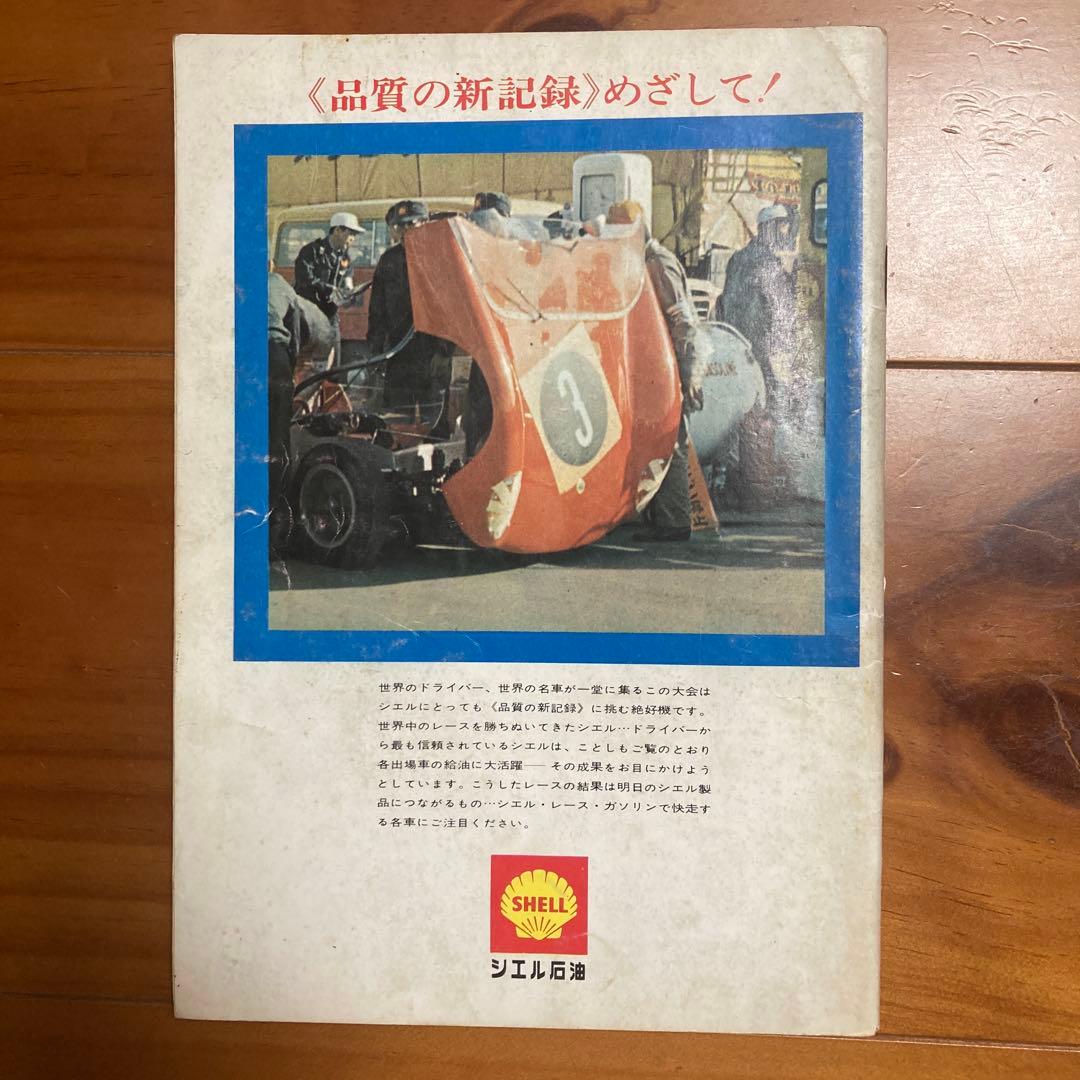 《品質の新記録》めざして!
3
GASOLINE
世界のドライバー、世界の名車が一堂に集るこの大会は
シエルにとっても《品質の新記録》に挑む絶好機です。
世界中のレースを勝ちぬいてきたシエル…ドライバーか
ら最も信頼されているシエルは、ことしもご覧のとおり
各出場車の給油に大活躍──その成果をお目にかけよう
としています。こうしたレースの結果は明日のシエル製
品につながるもの…シエル・レース・ガソリンで快走す
る各車にご注目ください。
SHELL
シエル石油